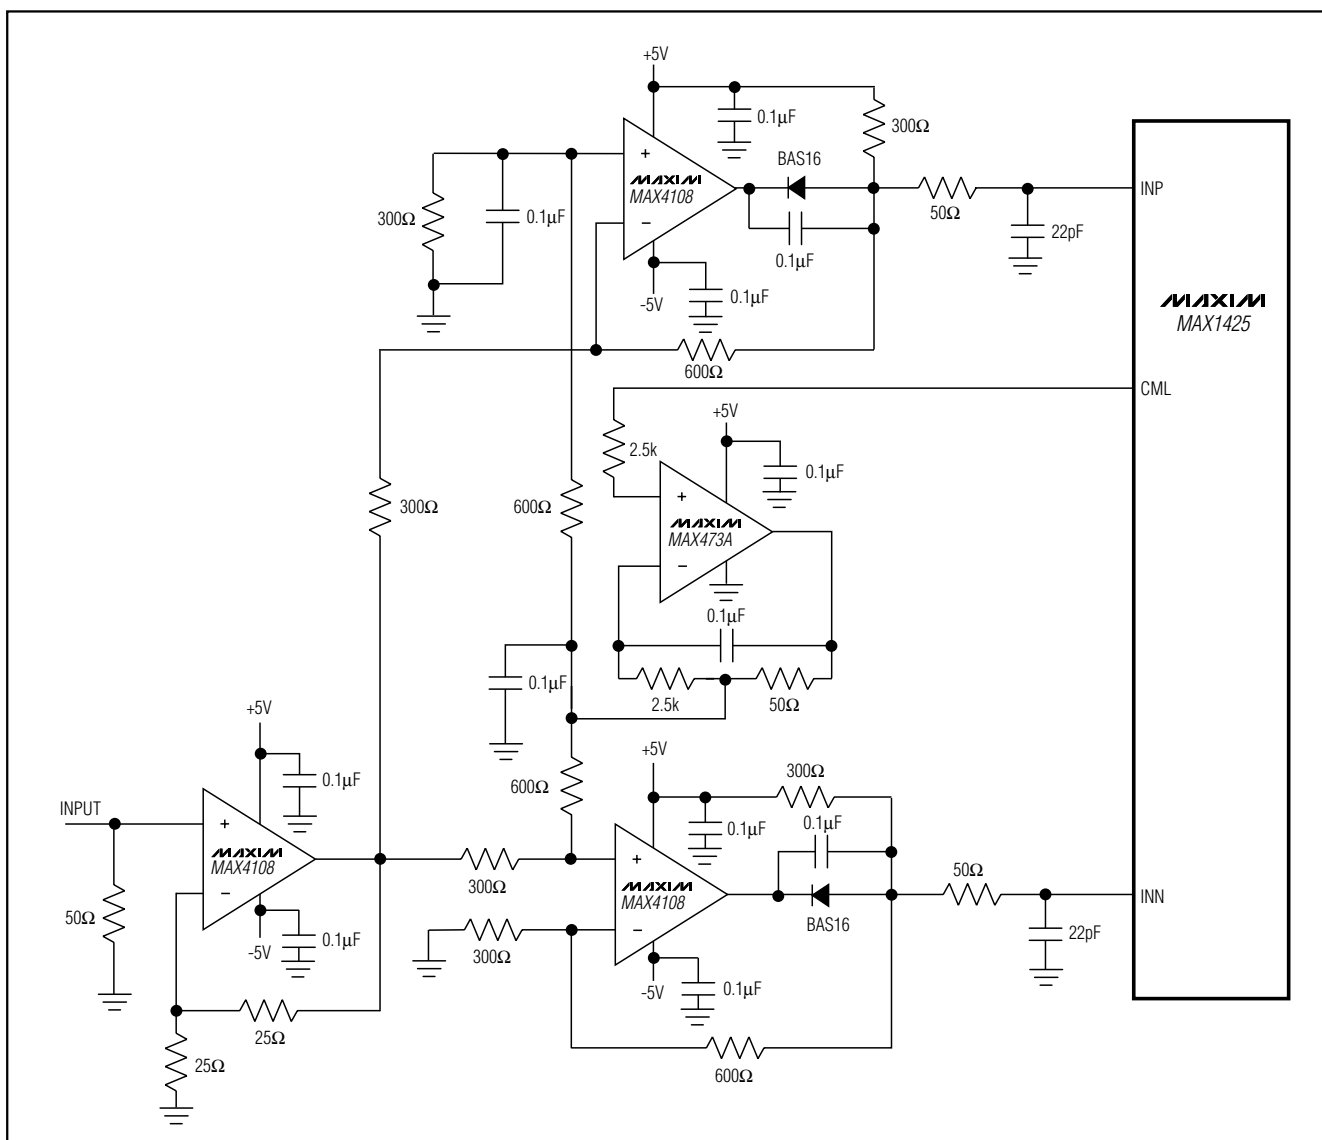 +5V
0.1µF
300Ω
BAS16
+
MAXIM
MAX4108
−
300Ω
0.1µF
50Ω
INP
22pF
0.1µF
-5V
0.1µF
MAXIM
MAX1425
600Ω
CML
+5V
2.5k
0.1µF
300Ω
600Ω
+
MAXIM
MAX473A
−
0.1µF
0.1µF
2.5k
50Ω
+5V
+5V
300Ω
0.1µF
600Ω
INPUT
+
MAXIM
MAX4108
−
0.1µF
0.1µF
+
MAXIM
MAX4108
−
300Ω
50Ω
BAS16
INN
50Ω
-5V
0.1µF
300Ω
22pF
-5V
0.1µF
25Ω
25Ω
600Ω